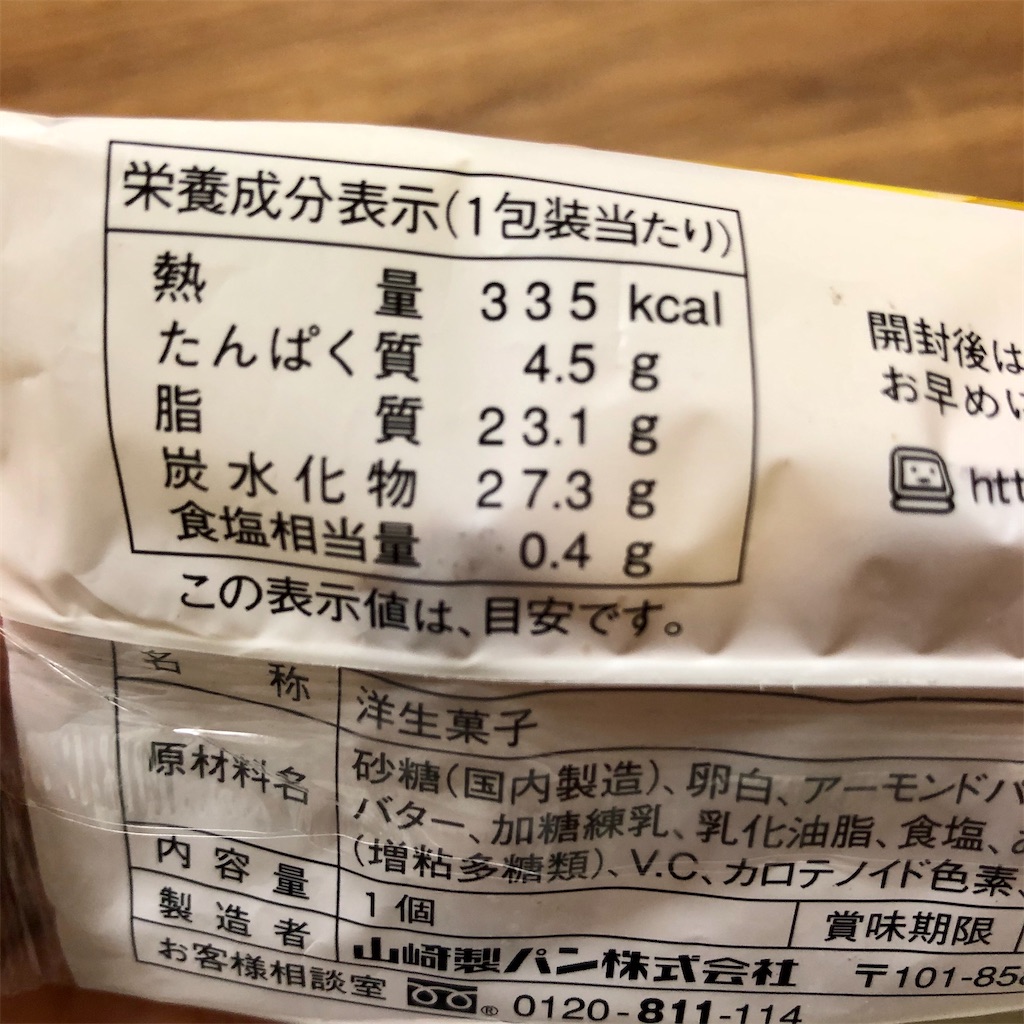 栄養成分表示(1包装当たり)
熱量 335 kcal
たんぱく質 4.5 g
脂質 23.1 g
炭水化物 27.3 g
食塩相当量 0.4 g
この表示値は、目安です。
開封後は
お早めに
htt
名称 洋生菓子
原材料名 砂糖(国内製造)、卵白、アーモンドパ
バター、加糖練乳、乳化油脂、食塩、
(増粘多糖類)、V.C、カロテノイド色素、
内容量 1個 賞味期限
製造者 山崎製パン株式会社 〒101-858
お客様相談室 ® 0120-811-114